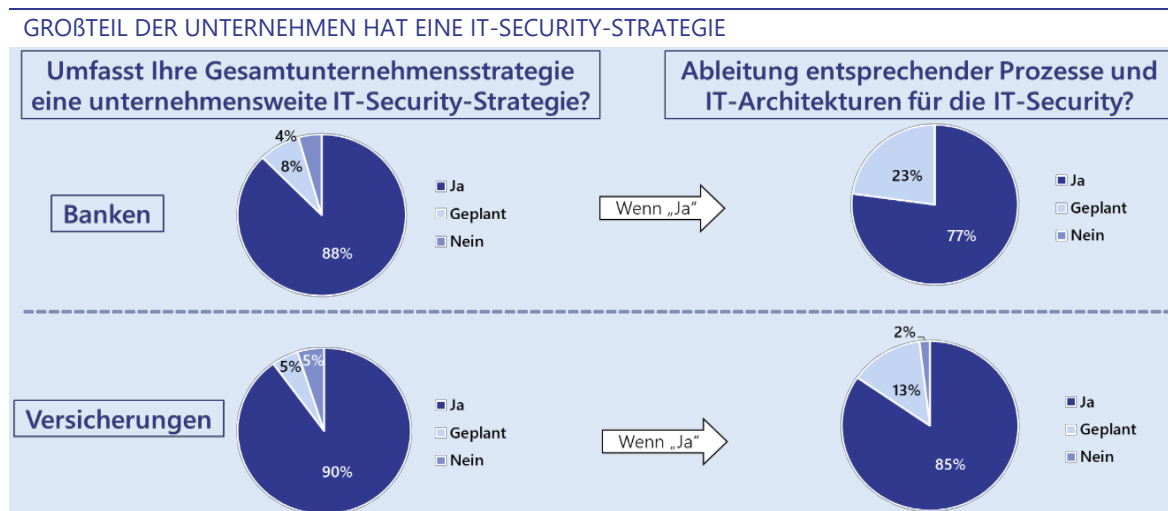 GROßTEIL DER UNTERNEHMEN HAT EINE IT-SECURITY-STRATEGIE
Umfasst Ihre Gesamtunternehmensstrategie
eine unternehmensweite IT-Security-Strategie?
Ableitung entsprechender Prozesse und
IT-Architekturen für die IT-Security?
Banken
4%
8%
88%
Ja
Geplant
Nein
Wenn „Ja“
23%
77%
Ja
Geplant
Nein
Versicherungen
5%
5%
90%
Ja
Geplant
Nein
Wenn „Ja“
2%
13%
85%
Ja
Geplant
Nein